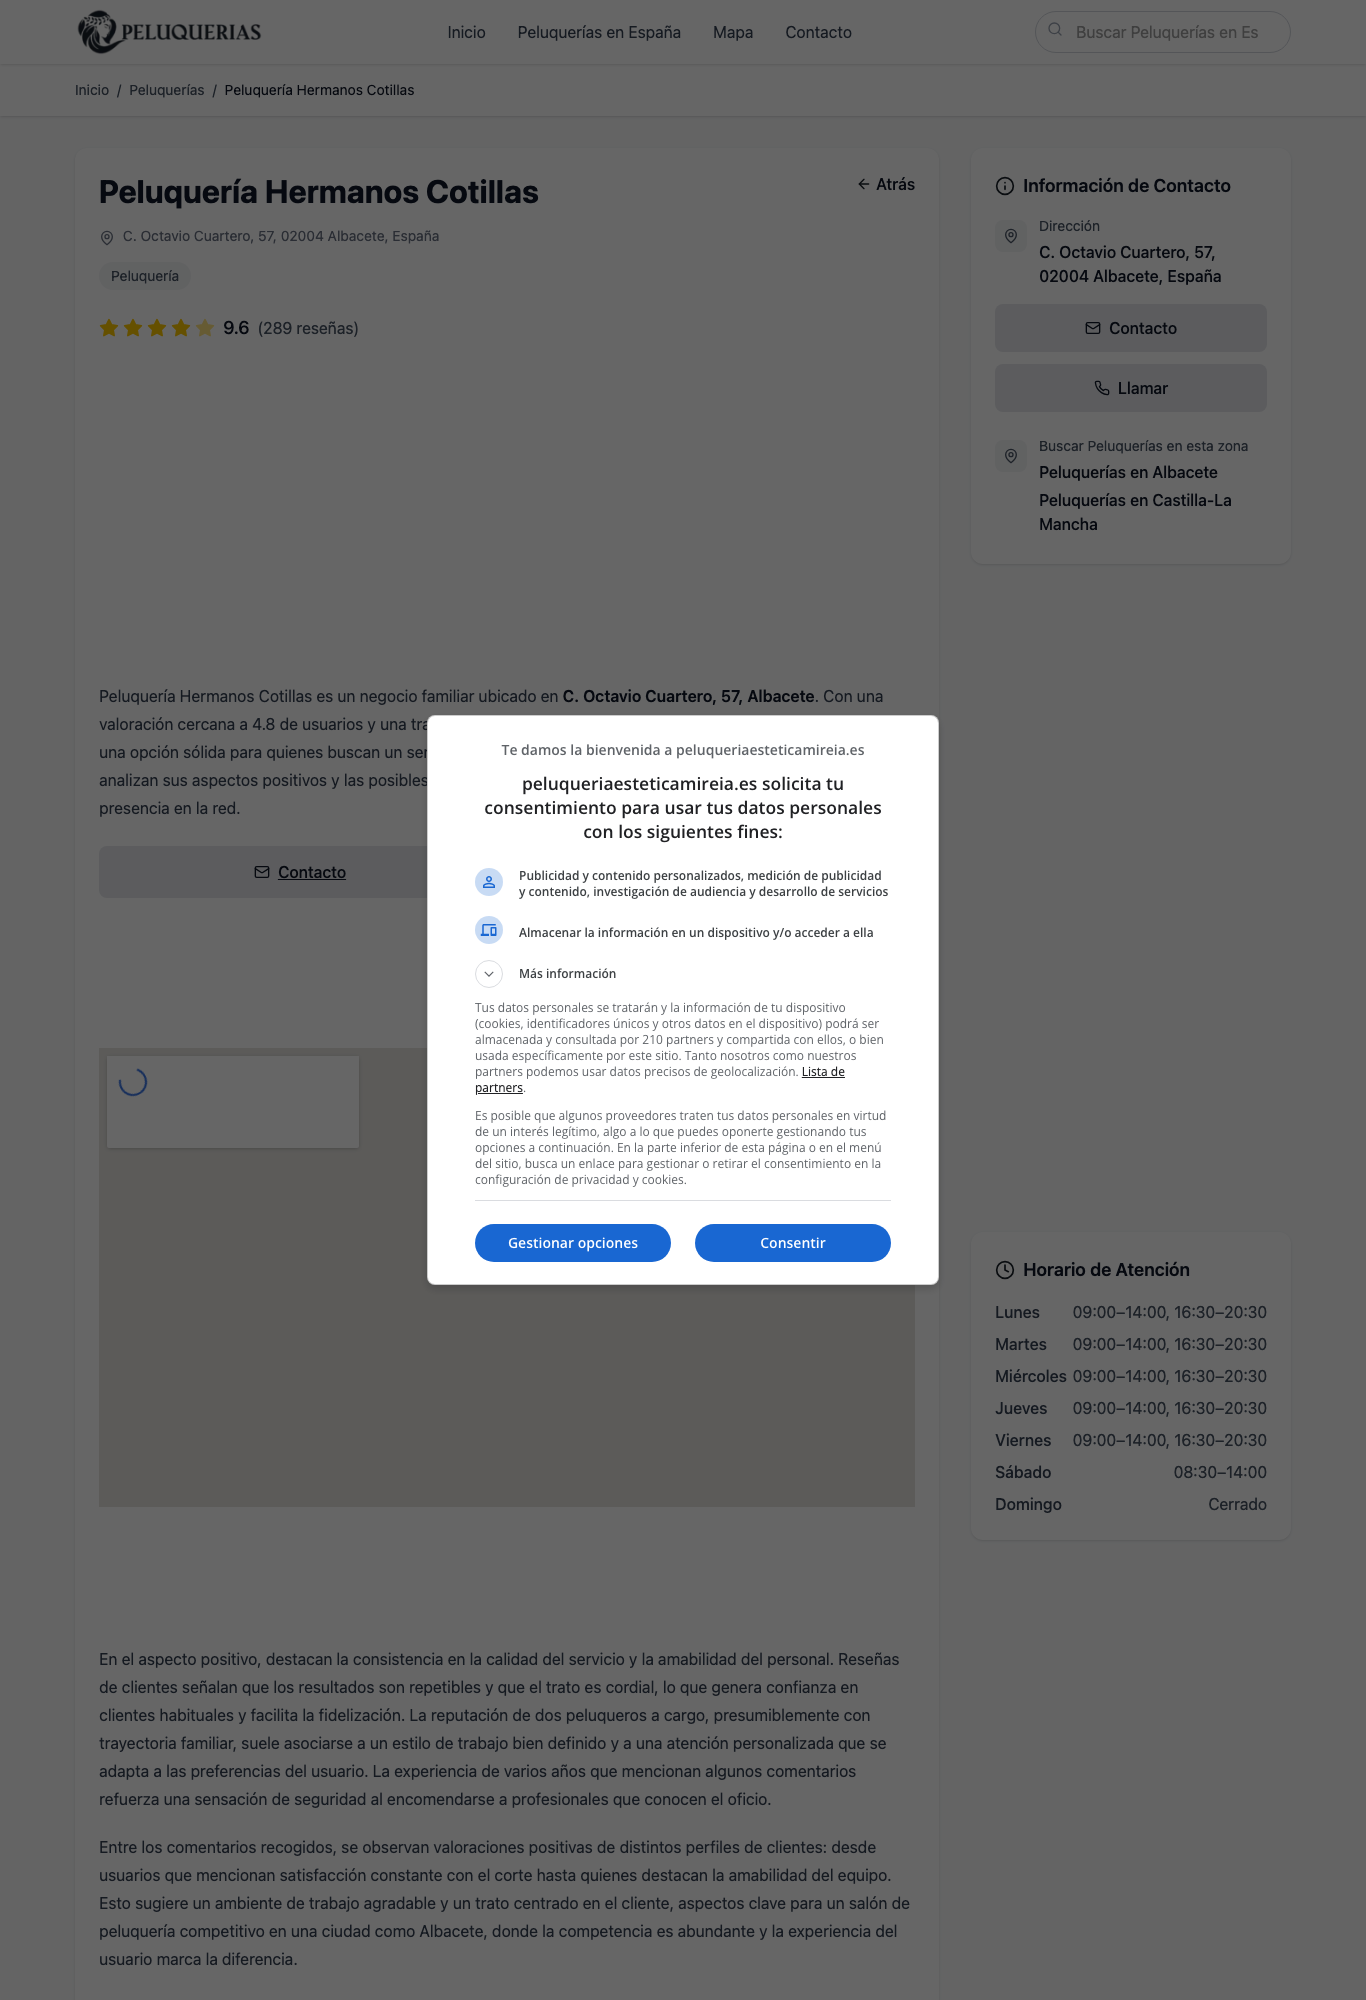 PELUQUERIAS
Inicio
Peluquerías en España
Mapa
Contacto
Buscar Peluquerías en Es
Inicio / Peluquerías / Peluquería Hermanos Cotillas
Peluquería Hermanos Cotillas
Atrás
C. Octavio Cuartero, 57, 02004 Albacete, España
Peluquería
9.6 (289 reseñas)
Peluquería Hermanos Cotillas es un negocio familiar ubicado en C. Octavio Cuartero, 57, Albacete. Con una
valoración cercana a 4.8 de usuarios y una
una opción sólida para quienes buscan un
analizan sus aspectos positivos y las posibles
presencia en la red.
Contacto
Te damos la bienvenida a peluqueriaesteticamireia.es
peluqueriaesteticamireia.es solicita tu
consentimiento para usar tus datos personales
con los siguientes fines:
Publicidad y contenido personalizados, medición de publicidad
y contenido, investigación de audiencia y desarrollo de servicios
Almacenar la información en un dispositivo y/o acceder a ella
Más información
Tus datos personales se tratarán y la información de tu dispositivo
(cookies, identificadores únicos y otros datos en el dispositivo) podrá ser
almacenada y consultada por 210 partners y compartida con ellos, o bien
usada específicamente por este sitio. Tanto nosotros como nuestros
partners podemos usar datos precisos de geolocalización. Lista de
partners.
Es posible que algunos proveedores traten tus datos personales en virtud
de un interés legítimo, algo a lo que puedes oponerte gestionando tus
opciones a continuación. En la parte inferior de esta página o en el menú
del sitio, busca un enlace para gestionar o retirar el consentimiento en la
configuración de privacidad y cookies.
Gestionar opciones
Consentir
En el aspecto positivo, destacan la consistencia en la calidad del servicio y la amabilidad del personal. Reseñas
de clientes señalan que los resultados son repetibles y que el trato es cordial, lo que genera confianza en
clientes habituales y facilita la fidelización. La reputación de dos peluqueros a cargo, presumiblemente con
trayectoria familiar, suele asociarse a un estilo de trabajo bien definido y a una atención personalizada que se
adapta a las preferencias del usuario. La experiencia de varios años que mencionan algunos comentarios
refuerza una sensación de seguridad al encomendarse a profesionales que conocen el oficio.
Entre los comentarios recogidos, se observan valoraciones positivas de distintos perfiles de clientes: desde
usuarios que mencionan satisfacción constante con el corte hasta quienes destacan la amabilidad del equipo.
Esto sugiere un ambiente de trabajo agradable y un trato centrado en el cliente, aspectos clave para un salón de
peluquería competitivo en una ciudad como Albacete, donde la competencia es abundante y la experiencia del
usuario marca la diferencia.
Información de Contacto
Dirección
C. Octavio Cuartero, 57,
02004 Albacete, España
Contacto
Llamar
Buscar Peluquerías en esta zona
Peluquerías en Albacete
Peluquerías en Castilla-La
Mancha
Horario de Atención
Lunes 09:00–14:00, 16:30–20:30
Martes 09:00–14:00, 16:30–20:30
Miércoles 09:00–14:00, 16:30–20:30
Jueves 09:00–14:00, 16:30–20:30
Viernes 09:00–14:00, 16:30–20:30
Sábado 08:30–14:00
Domingo Cerrado